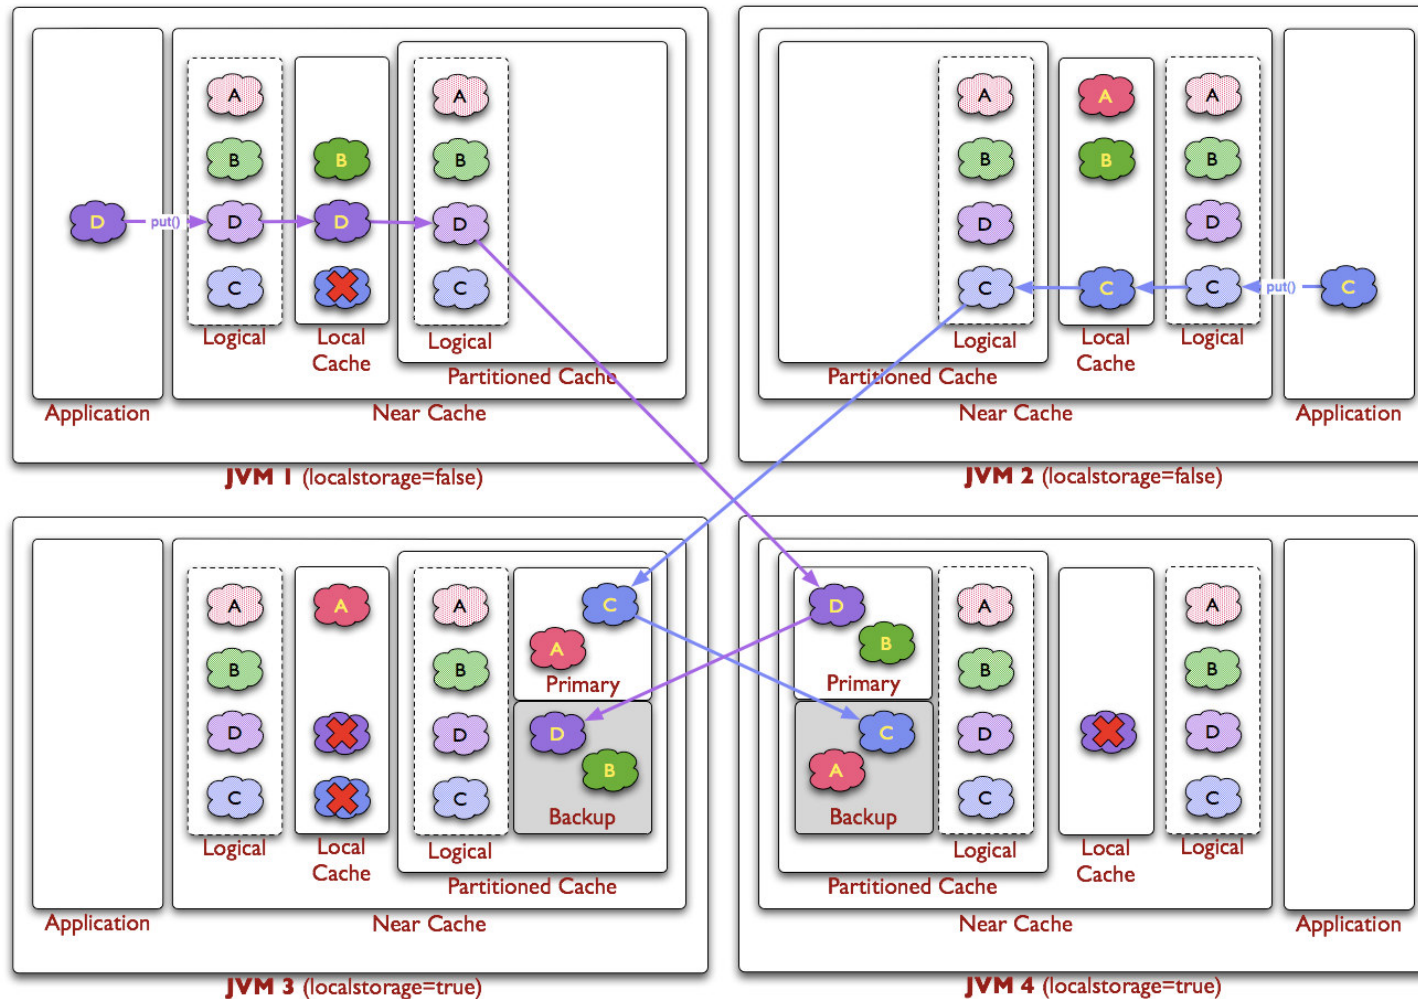 A A A A A
B B B B B B
D put() D D D D D
C C C C C put() C
Logical Local Cache Logical
Partitioned Cache
Application Near Cache
JVM 1 (localstorage=false)
Logical Local Cache Logical
Partitioned Cache
Near Cache Application
JVM 2 (localstorage=false)
A A A C A
B B A Primary
D D D
C C B Backup
Logical Local Cache Logical
Partitioned Cache
Application Near Cache
JVM 3 (localstorage=true)
D A A
B B B
Primary
C D D
A C C
Backup
Logical Local Cache Logical
Partitioned Cache
Near Cache Application
JVM 4 (localstorage=true)